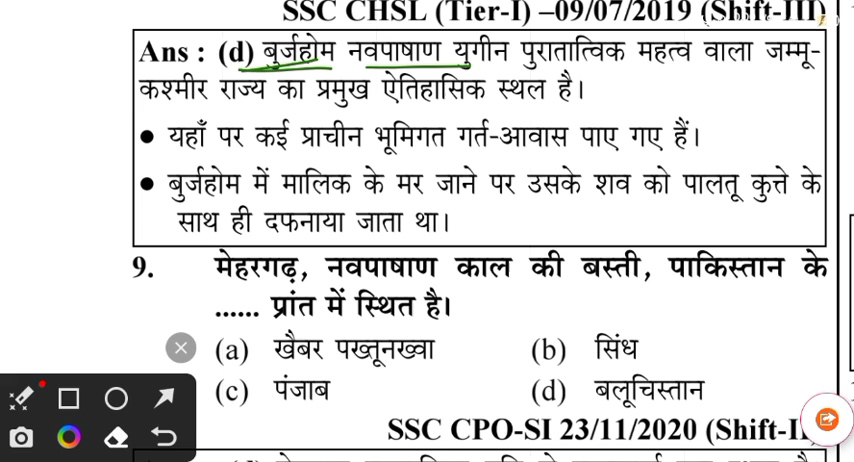 SSC CHSL (Tier-I) –09/07/2019 (Shift-III)
Ans : (d) बुर्जहोम नवपाषाण युगीन पुरातात्विक महत्व वाला जम्मू-
कश्मीर राज्य का प्रमुख ऐतिहासिक स्थल है।
● यहाँ पर कई प्राचीन भूमिगत गर्त-आवास पाए गए हैं।
● बुर्जहोम में मालिक के मर जाने पर उसके शव को पालतू कुत्ते के
साथ ही दफनाया जाता था।
9. मेहरगढ़, नवपाषाण काल की बस्ती, पाकिस्तान के
...... प्रांत में स्थित है।
(a) खैबर पख्तूनख्वा (b) सिंध
(c) पंजाब (d) बलूचिस्तान
SSC CPO-SI 23/11/2020 (Shift-I